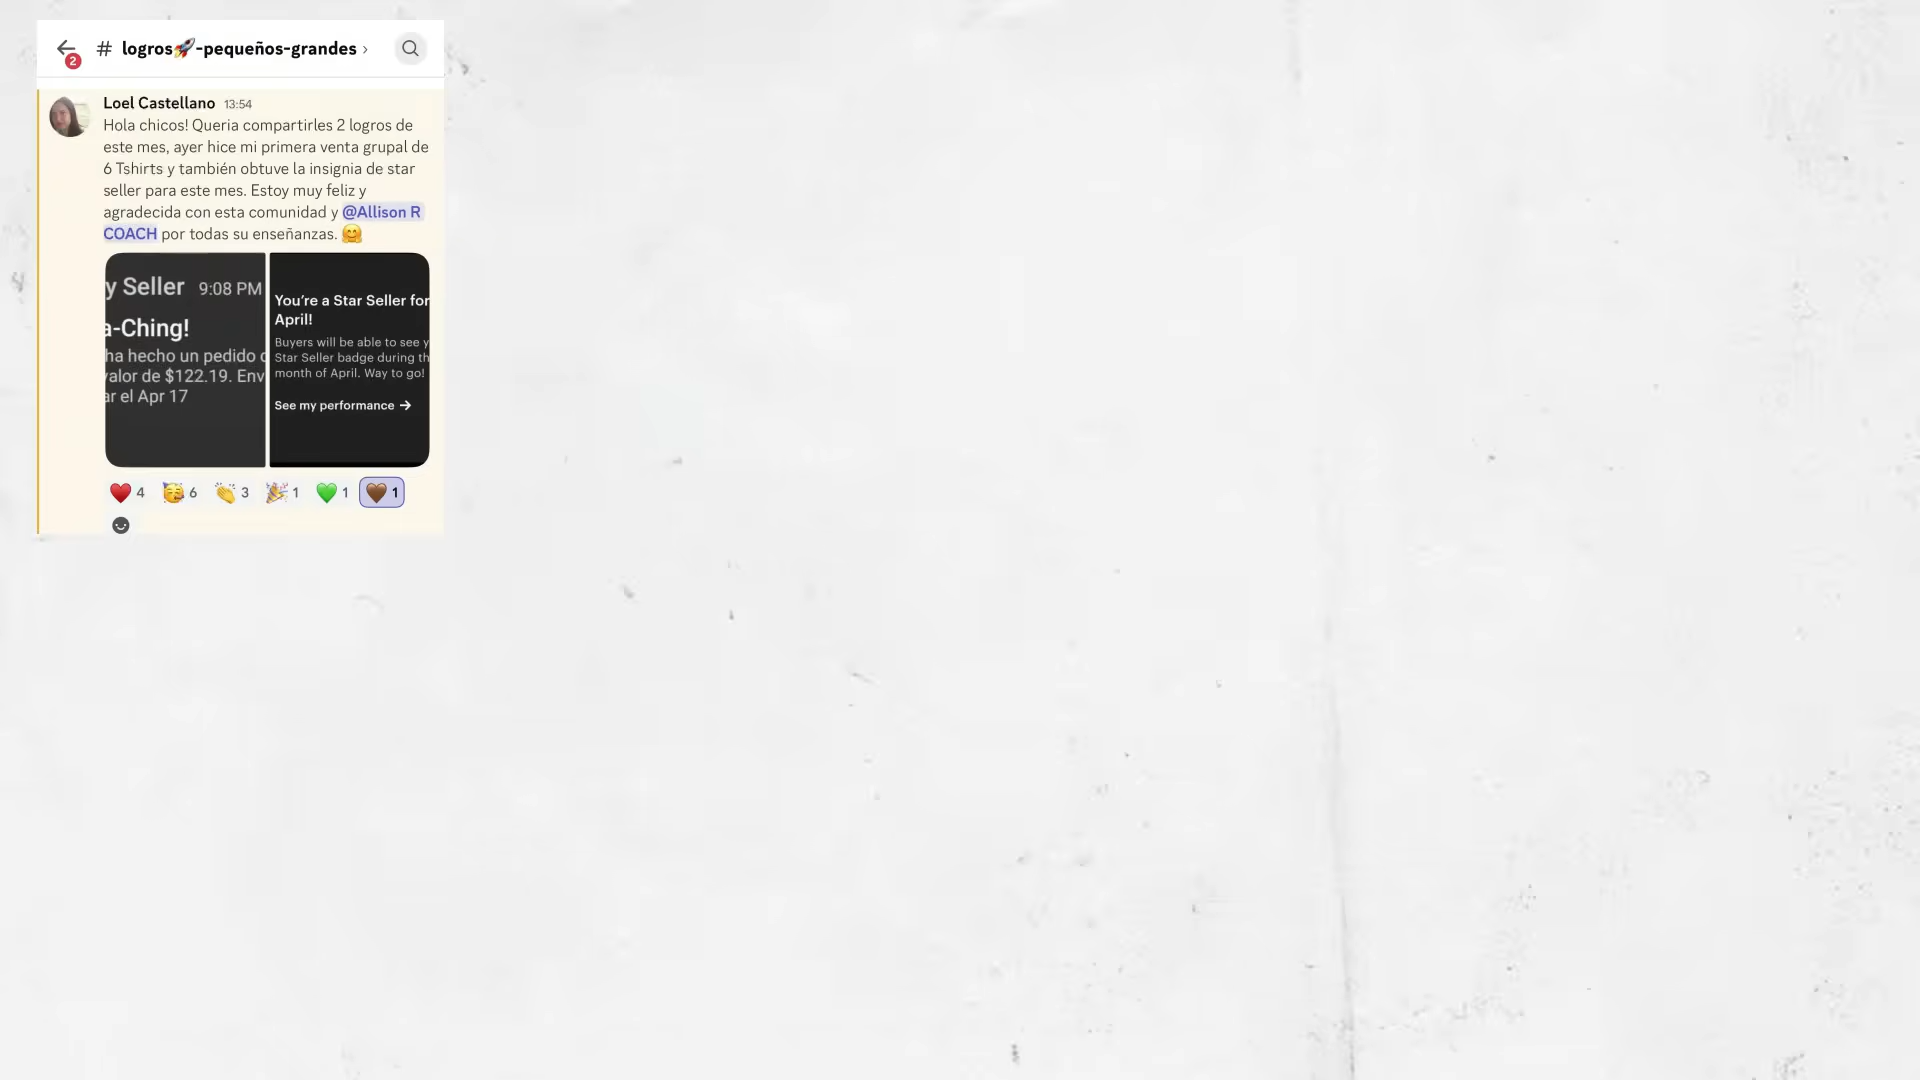 2
# logros🚀-pequeños-grandes ›
Loel Castellano 13:54
Hola chicos! Queria compartirles 2 logros de
este mes, ayer hice mi primera venta grupal de
6 Tshirts y también obtuve la insignia de star
seller para este mes. Estoy muy feliz y
agradecida con esta comunidad y @Allison R
COACH por todas su enseñanzas. 🤗
y Seller 9:08 PM
a-Ching!
ha hecho un pedido
valor de $122.19. Env
ar el Apr 17
You're a Star Seller for
April!
Buyers will be able to see y
Star Seller badge during th
month of April. Way to go!
See my performance →
❤️ 4 🥳 6 👏 3 🎉 1 💚 1 🤎 1